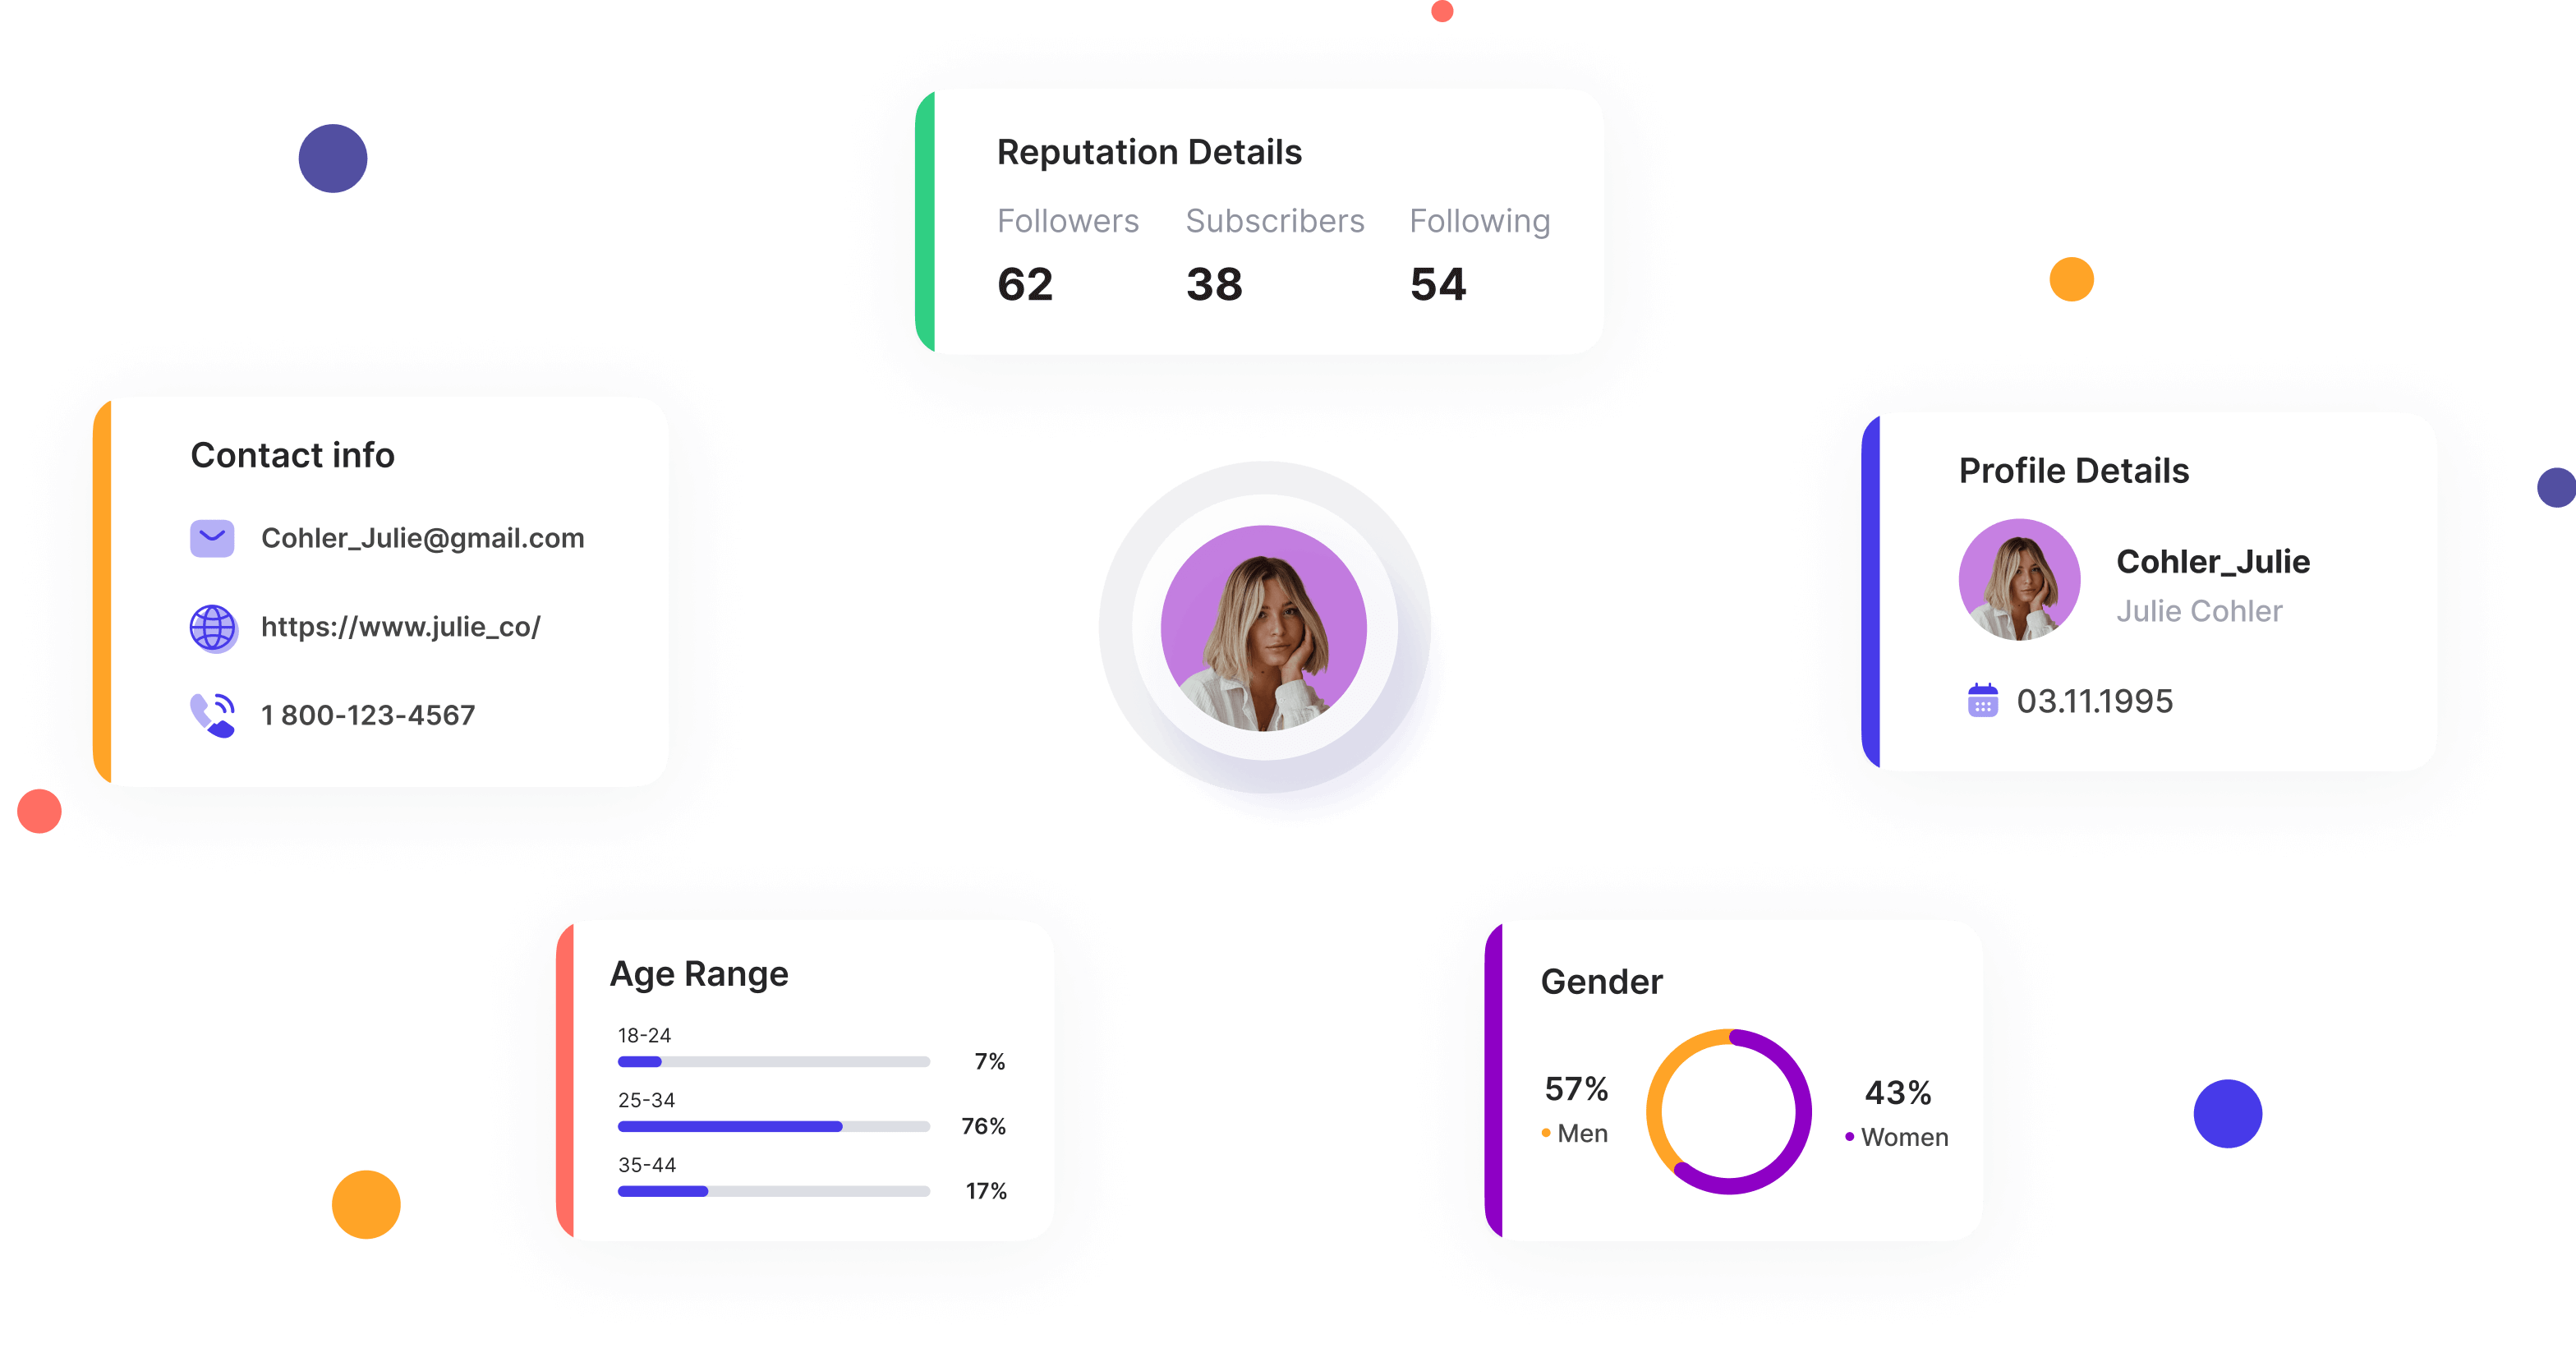 Reputation Details
Followers Subscribers Following
62 38 54
Contact info
Cohler_Julie@gmail.com
https://www.julie_co/
1 800-123-4567
Profile Details
Cohler_Julie
Julie Cohler
03.11.1995
Age Range
18-24
7%
25-34
76%
35-44
17%
Gender
57%
Men
43%
Women